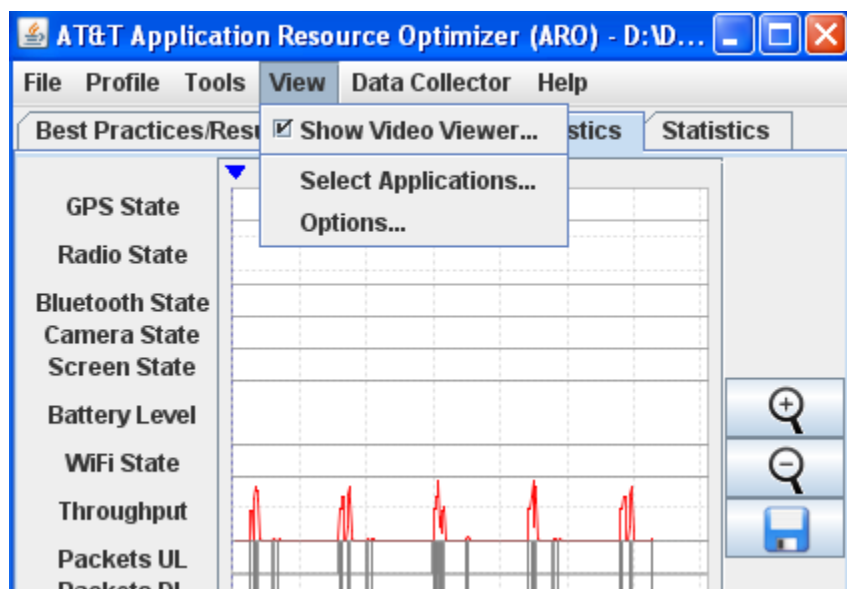 AT&T Application Resource Optimizer (ARO) - D:\D...
File Profile Tools View Data Collector Help
Best Practices/Resu stics Statistics
Show Video Viewer...
Select Applications...
Options...
GPS State
Radio State
Bluetooth State
Camera State
Screen State
Battery Level
WiFi State
Throughput
Packets UL
Packets DL